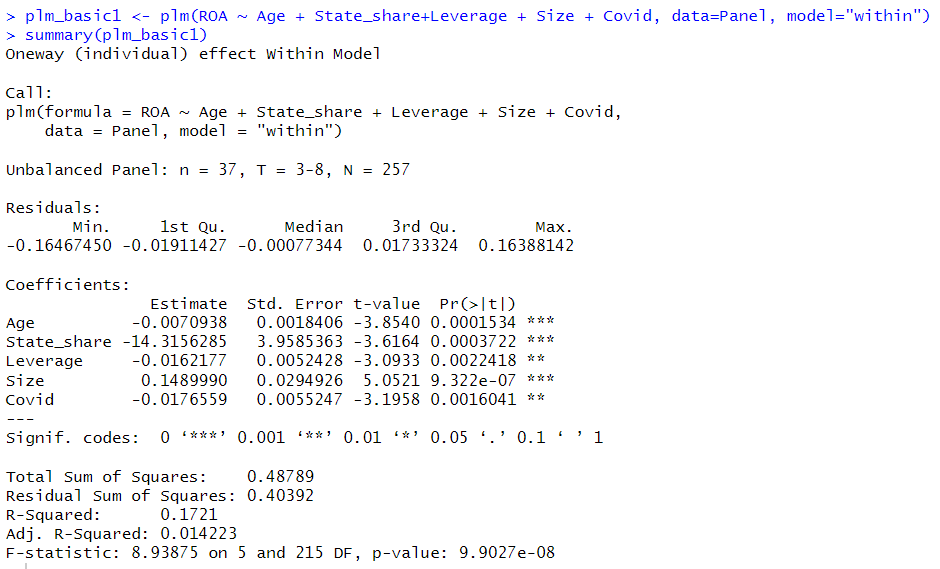 > plm_basic1 <- plm(ROA ~ Age + State_share+Leverage + Size + Covid, data=Panel, model="within")
> summary(plm_basic1)
Oneway (individual) effect Within Model
Call:
plm(formula = ROA ~ Age + State_share + Leverage + Size + Covid,
    data = Panel, model = "within")
Unbalanced Panel: n = 37, T = 3-8, N = 257
Residuals:
       Min.     1st Qu.      Median     3rd Qu.        Max.
-0.16467450 -0.01911427 -0.00077344  0.01733324  0.16388142
Coefficients:
               Estimate  Std. Error t-value  Pr(>|t|)
Age          -0.0070938   0.0018406 -3.8540 0.0001534 ***
State_share -14.3156285   3.9585363 -3.6164 0.0003722 ***
Leverage     -0.0162177   0.0052428 -3.0933 0.0022418 **
Size          0.1489990   0.0294926  5.0521 9.322e-07 ***
Covid        -0.0176559   0.0055247 -3.1958 0.0016041 **
---
Signif. codes:  0 ‘***’ 0.001 ‘**’ 0.01 ‘*’ 0.05 ‘.’ 0.1 ‘ ’ 1
Total Sum of Squares:    0.48789
Residual Sum of Squares: 0.40392
R-Squared:      0.1721
Adj. R-Squared: 0.014223
F-statistic: 8.93875 on 5 and 215 DF, p-value: 9.9027e-08